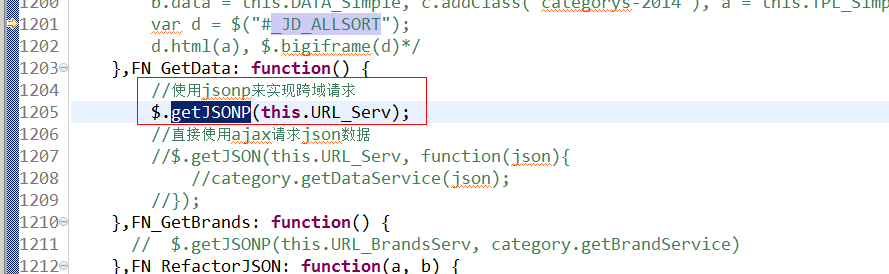 1200 b.data = this.DATA_Simple, c.addClass("categorys-2014"), a = this.TPL_Sim
1201 var d = $("#_JD_ALLSORT");
1202 d.html(a), $.bigiframe(d)*/
1203 },FN_GetData: function() {
1204 //使用jsonp来实现跨域请求
1205 $.getJSONP(this.URL_Serv);
1206 //直接使用ajax请求json数据
1207 //$.getJSON(this.URL_Serv, function(json){
1208 //category.getDataService(json);
1209 //});
1210 },FN_GetBrands: function() {
1211 // $.getJSONP(this.URL_BrandsServ, category.getBrandService)
1212 },FN_RefactorJSON: function(a, b) {